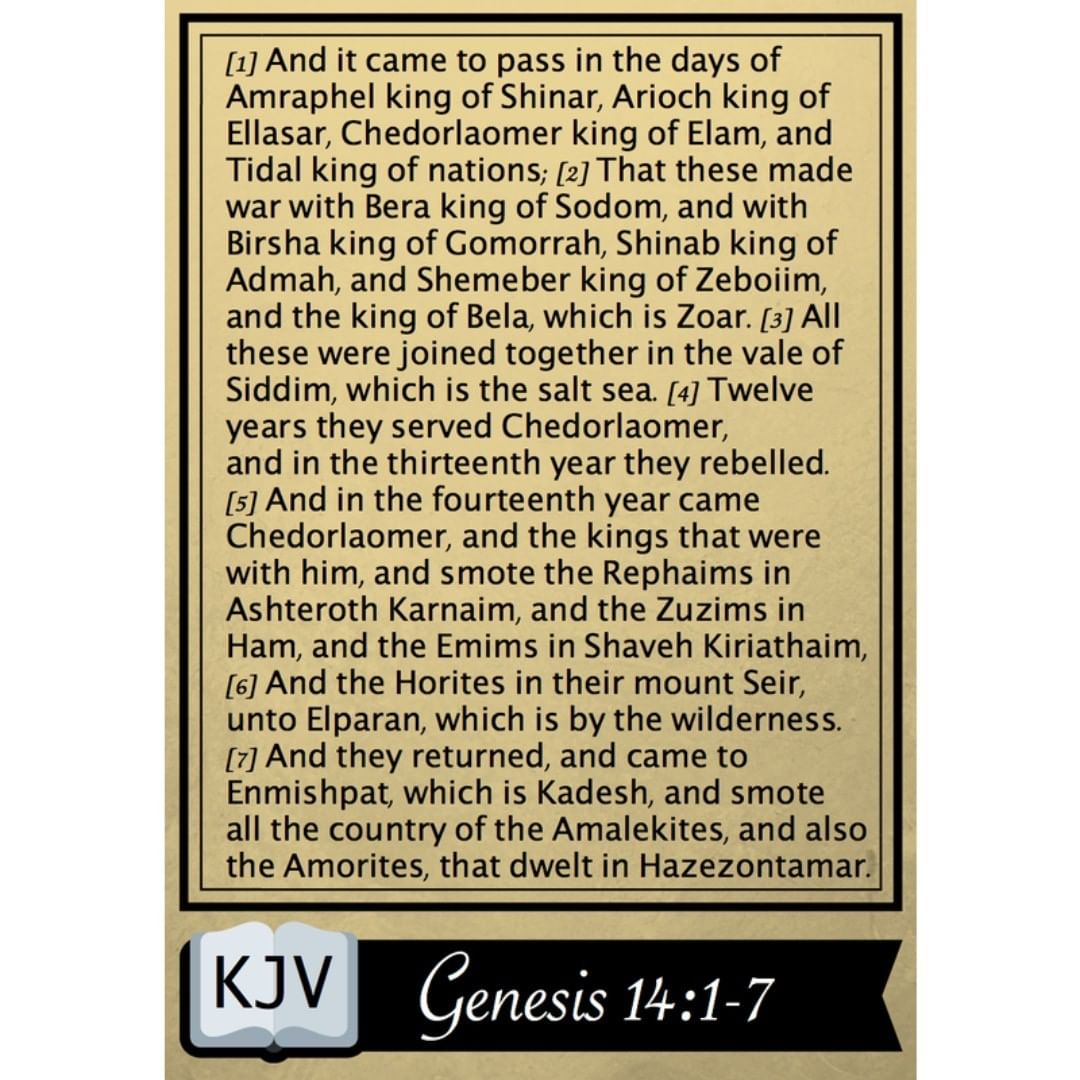 [1] And it came to pass in the days of
Amraphel king of Shinar, Arioch king of
Ellasar, Chedorlaomer king of Elam, and
Tidal king of nations; [2] That these made
war with Bera king of Sodom, and with
Birsha king of Gomorrah, Shinab king of
Admah, and Shemeber king of Zeboiim,
and the king of Bela, which is Zoar. [3] All
these were joined together in the vale of
Siddim, which is the salt sea. [4] Twelve
years they served Chedorlaomer,
and in the thirteenth year they rebelled.
[5] And in the fourteenth year came
Chedorlaomer, and the kings that were
with him, and smote the Rephaims in
Ashteroth Karnaim, and the Zuzims in
Ham, and the Emims in Shaveh Kiriathaim,
[6] And the Horites in their mount Seir,
unto Elparan, which is by the wilderness.
[7] And they returned, and came to
Enmishpat, which is Kadesh, and smote
all the country of the Amalekites, and also
the Amorites, that dwelt in Hazezontamar.
KJV
Genesis 14:1-7